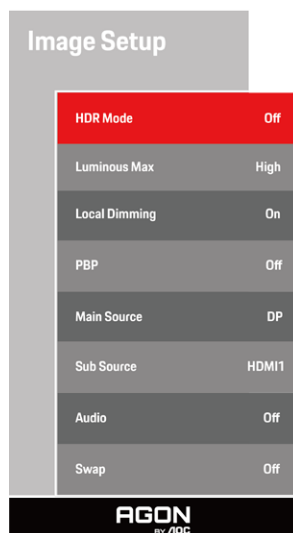 Image Setup
HDR Mode Off
Luminous Max High
Local Dimming On
PBP Off
Main Source DP
Sub Source HDMI1
Audio Off
Swap Off
AGON
BY AOC